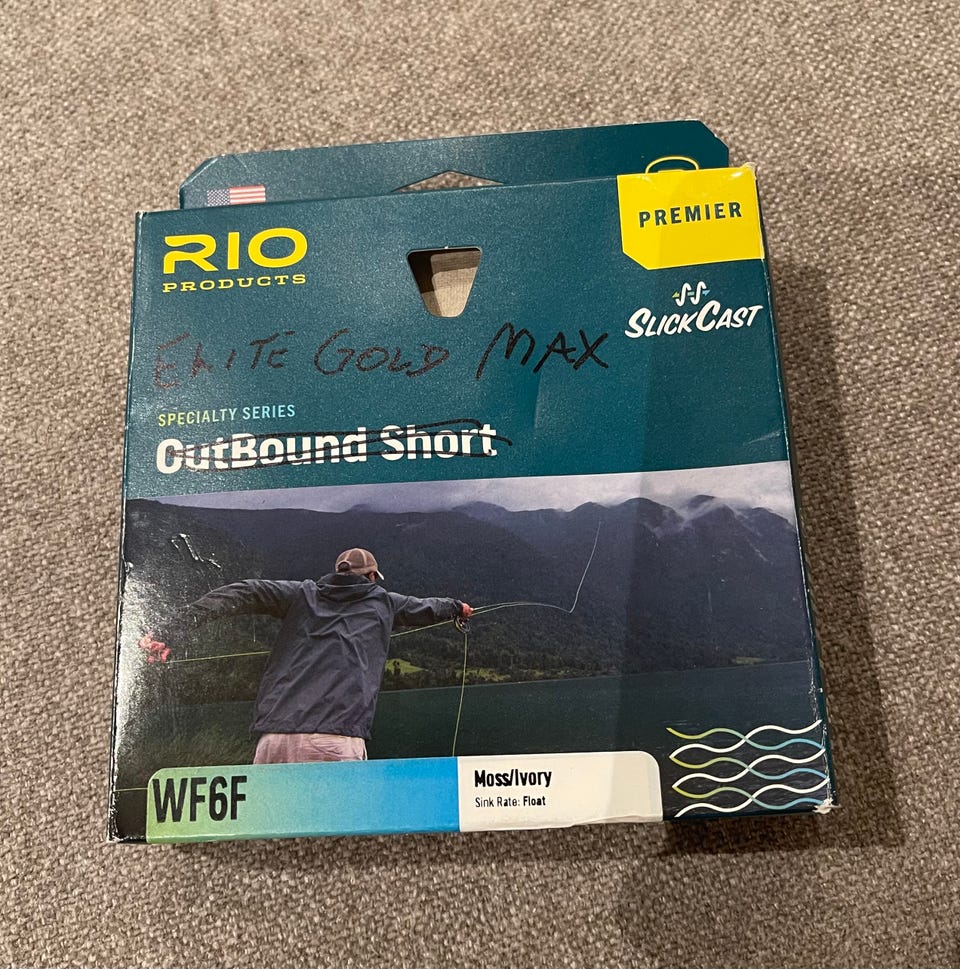 RIO
PRODUCTS
PREMIER
SLICKCAST
ELITE GOLD MAX
SPECIALTY SERIES
OutBound Short
WF6F
Moss/Ivory
Sink Rate: Float